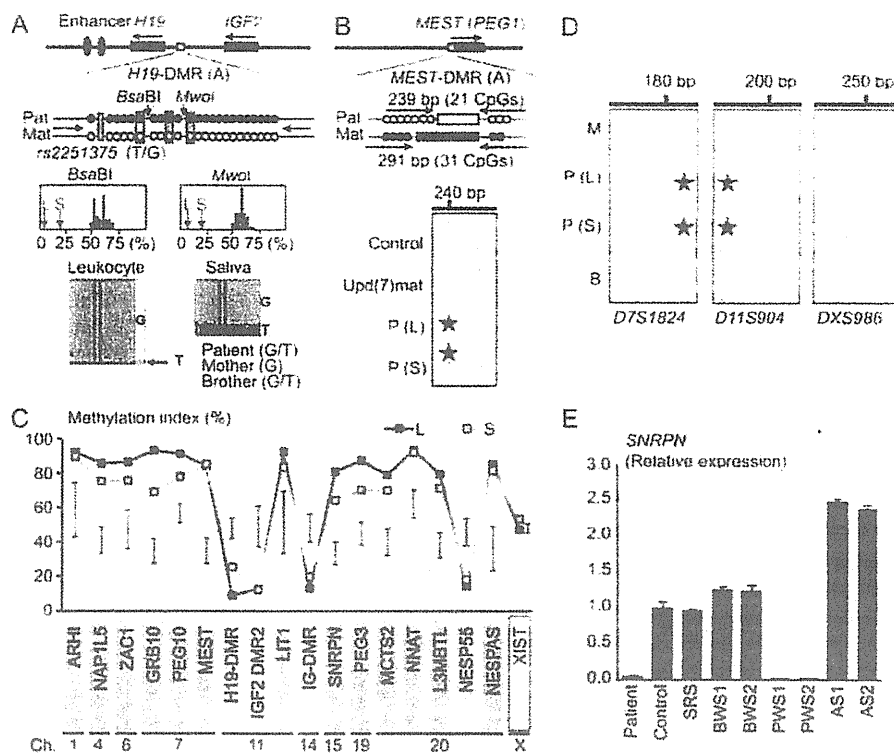 A
Enhancer H19 IGF2
H19-DMR (A)
BsaBI MwoI
Pat
Mat
rs2251375 (T/G)
BsaBI MwoI
L S L S
0 25 50 75 (%) 0 25 50 75 (%)
Leukocyte Saliva
G
T
G
T
Patient (G/T)
Mother (G)
Brother (G/T)
B
MEST (PEG1)
MEST-DMR (A)
239 bp (21 CpGs)
Pat
Mat
291 bp (31 CpGs)
240 bp
Control
Upd(7)mat
P (L)
P (S)
D
180 bp 200 bp 250 bp
M
P (L)
P (S)
B
D7S1824 D11S904 DXS986
C
Methylation index (%)
L S
100
80
60
40
20
0
ARHI
NAP1L5
ZAC1
GRB10
PEG10
MEST
H19-DMR
IGF2 DMR2
LIT1
IG-DMR
SNRPN
PEG3
MCTS2
NNAT
L3MBTL
NESP55
NESPAS
XIST
Ch. 1 4 6 7 11 14 15 19 20 X
E
SNRPN
(Relative expression)
3.0
2.5
2.0
1.5
1.0
0.5
0.0
Patient
Control
SRS
BWS1
BWS2
PWS1
PWS2
AS1
AS2